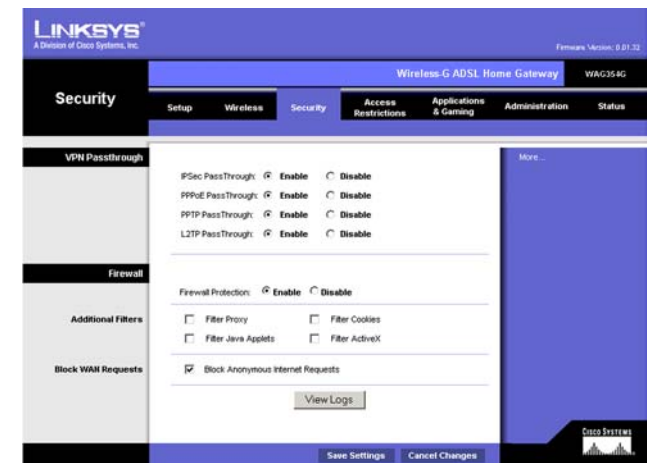 LINKSYS®
A Division of Cisco Systems, Inc.
Firmware Version: 0.01.32
Wireless-G ADSL Home Gateway WAG354G
Security
Setup Wireless Security Access Restrictions Applications & Gaming Administration Status
VPN Passthrough
More...
IPSec PassThrough: Enable Disable
PPPoE PassThrough: Enable Disable
PPTP PassThrough: Enable Disable
L2TP PassThrough: Enable Disable
Firewall
Firewall Protection: Enable Disable
Additional Filters
Filter Proxy Filter Cookies
Filter Java Applets Filter ActiveX
Block WAN Requests
Block Anonymous Internet Requests
View Logs
Save Settings Cancel Changes
CISCO SYSTEMS